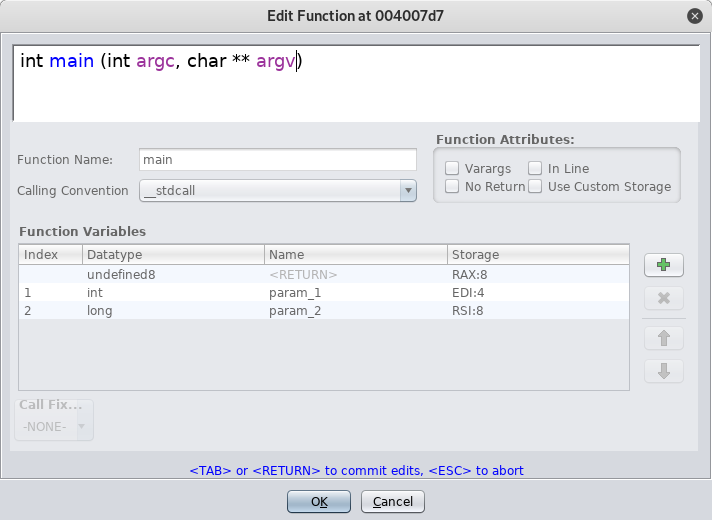 Edit Function at 004007d7
int main (int argc, char ** argv)
Function Attributes:
Function Name: main
Varargs In Line
Calling Convention __stdcall
No Return Use Custom Storage
Function Variables
Index Datatype Name Storage
undefined8 <RETURN> RAX:8
1 int param_1 EDI:4
2 long param_2 RSI:8
Call Fix...
-NONE-
<TAB> or <RETURN> to commit edits, <ESC> to abort
OK Cancel